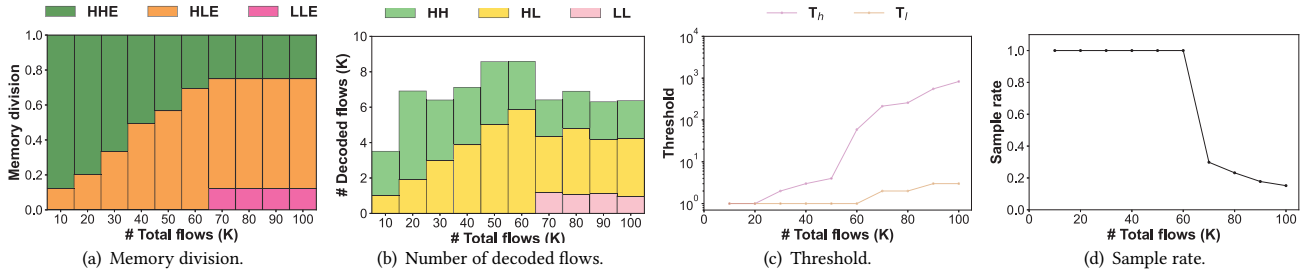 HHE HLE LLE
1.0
0.8
0.6
0.4
0.2
0.0
Memory division
10 20 30 40 50 60 70 80 90 100
# Total flows (K)
(a) Memory division.
HH HL LL
10
8
6
4
2
0
# Decoded flows (K)
10 20 30 40 50 60 70 80 90 100
# Total flows (K)
(b) Number of decoded flows.
Th Tl
10^4
10^3
10^2
10^1
10^0
Threshold
0 20 40 60 80 100
# Total flows (K)
(c) Threshold.
1.0
0.8
0.6
0.4
0.2
0.0
Sample rate
0 20 40 60 80 100
# Total flows (K)
(d) Sample rate.